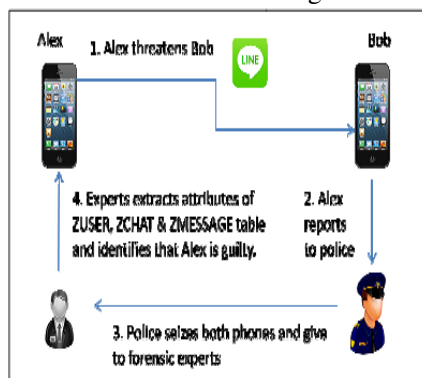 Alex
Bob
1. Alex threatens Bob
LINE
4. Experts extracts attributes of
ZUSER, ZCHAT & ZMESSAGE table
and identifies that Alex is guilty.
2. Alex
reports
to police
3. Police seizes both phones and give
to forensic experts